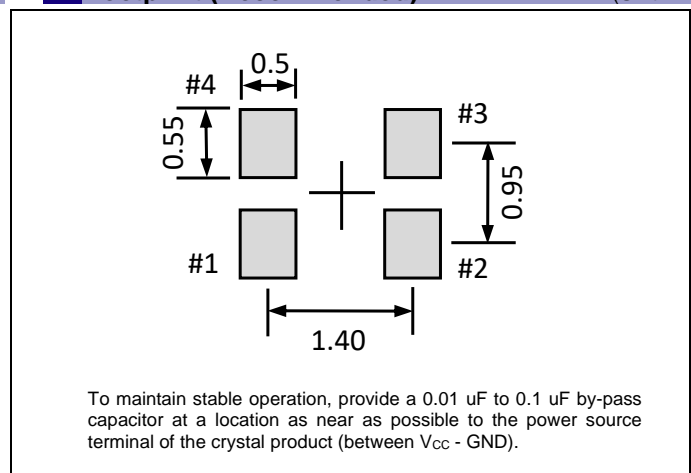 #4
0.5
#3
0.55
0.95
#1
#2
1.40
To maintain stable operation, provide a 0.01 uF to 0.1 uF by-pass
capacitor at a location as near as possible to the power source
terminal of the crystal product (between VCC - GND).